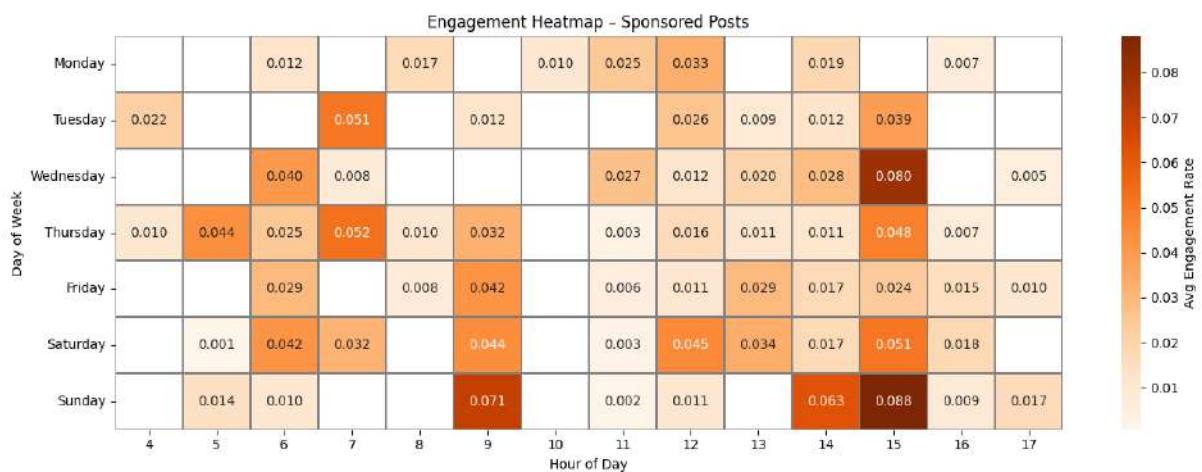 Engagement Heatmap – Sponsored Posts
Monday 0.012 0.017 0.010 0.025 0.033 0.019 0.007
Tuesday 0.022 0.051 0.012 0.026 0.009 0.012 0.039
Wednesday 0.040 0.008 0.027 0.012 0.020 0.028 0.080 0.005
Thursday 0.010 0.044 0.025 0.052 0.010 0.032 0.003 0.016 0.011 0.011 0.048 0.007
Friday 0.029 0.008 0.042 0.006 0.011 0.029 0.017 0.024 0.015 0.010
Saturday 0.001 0.042 0.032 0.044 0.003 0.045 0.034 0.017 0.051 0.018
Sunday 0.014 0.010 0.071 0.002 0.011 0.063 0.088 0.009 0.017
4 5 6 7 8 9 10 11 12 13 14 15 16 17
Hour of Day
Day of Week
0.08
0.07
0.06
0.05
0.04
0.03
0.02
0.01
Avg Engagement Rate